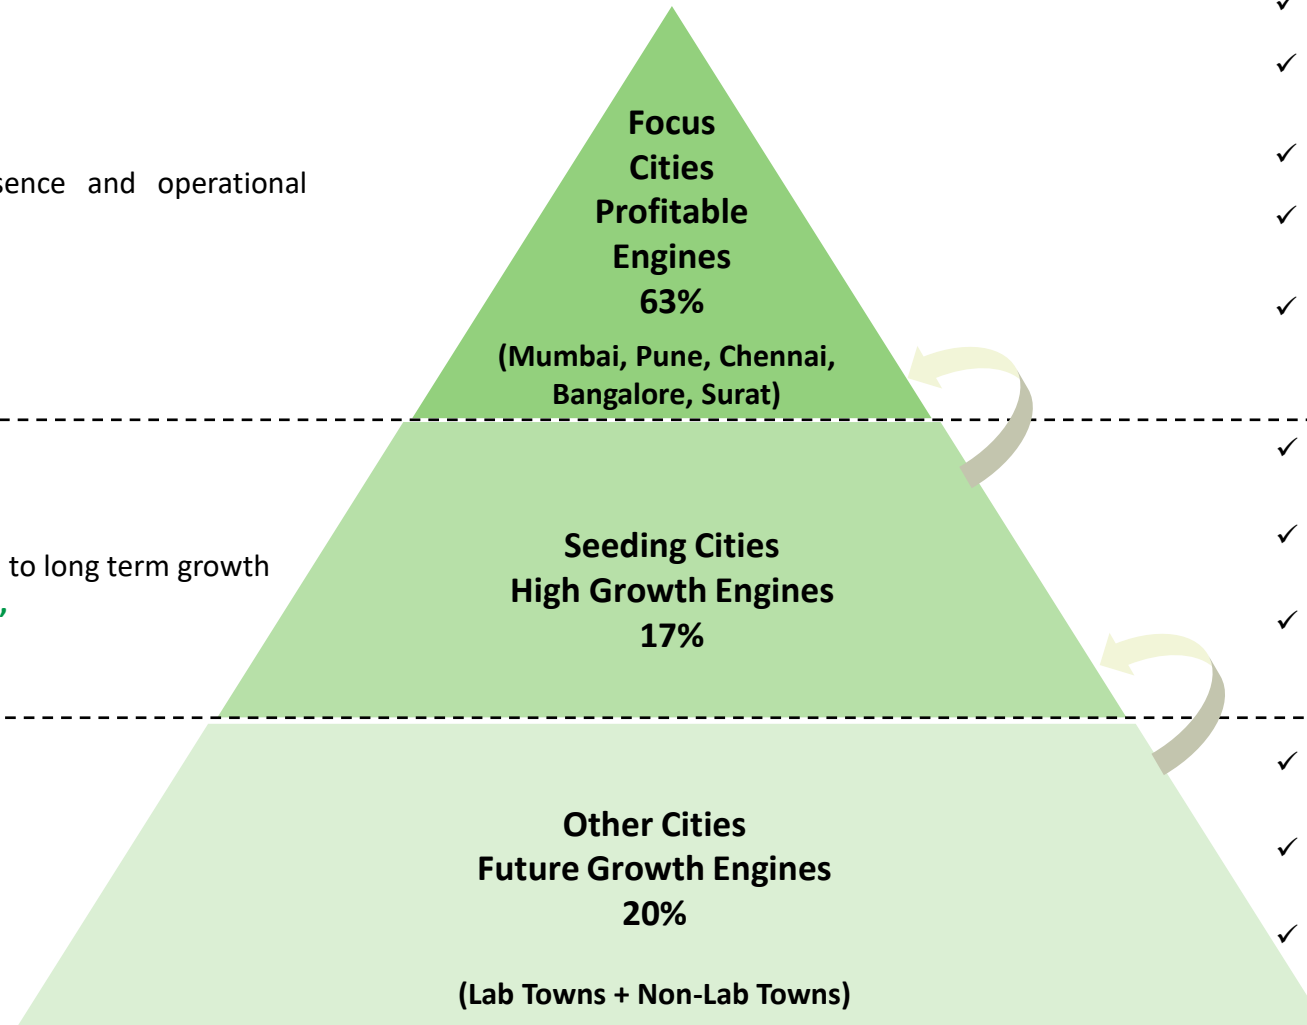 Focus
Cities
Profitable
Engines
63%
(Mumbai, Pune, Chennai,
Bangalore, Surat)
and operational
Seeding Cities
High Growth Engines
17%
to long term growth
Other Cities
Future Growth Engines
20%
(Lab Towns + Non-Lab Towns)